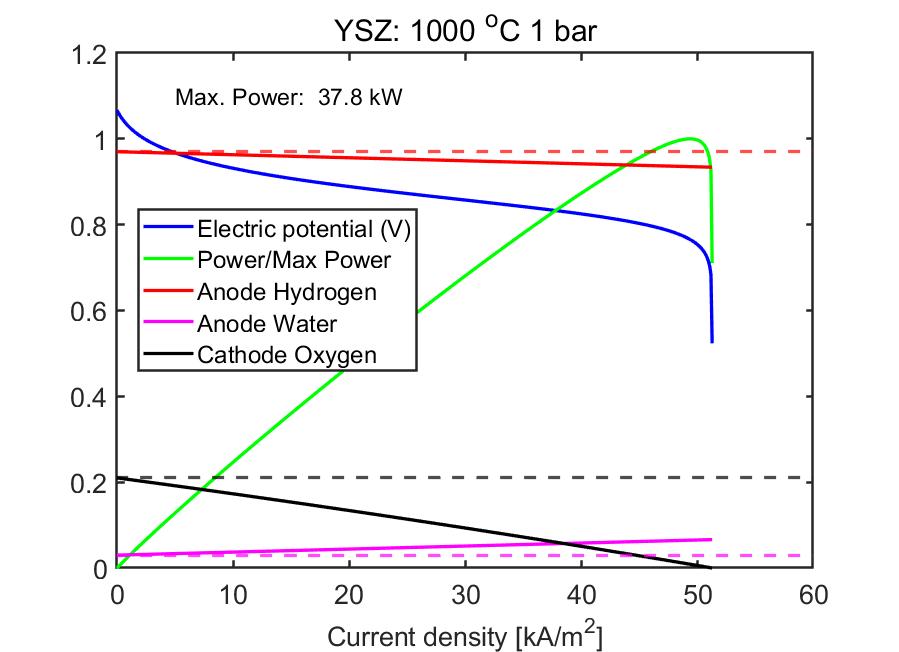 YSZ: 1000 °C 1 bar
1.2
Max. Power: 37.8 kW
1
0.8
Electric potential (V)
Power/Max Power
Anode Hydrogen
0.6
Anode Water
Cathode Oxygen
0.4
0.2
0
0 10 20 30 40 50 60
Current density [kA/m²]